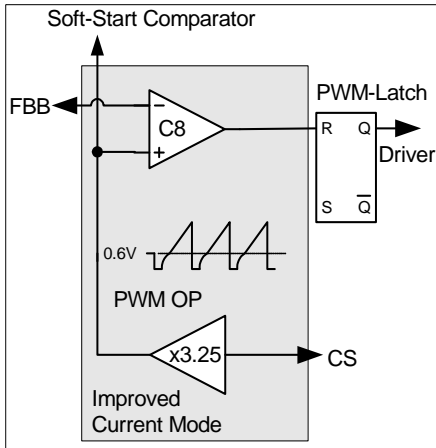 Soft-Start Comparator
FBB
PWM-Latch
C8
−
+
R Q
Driver
S Q̅
0.6V
PWM OP
x3.25
CS
Improved
Current Mode